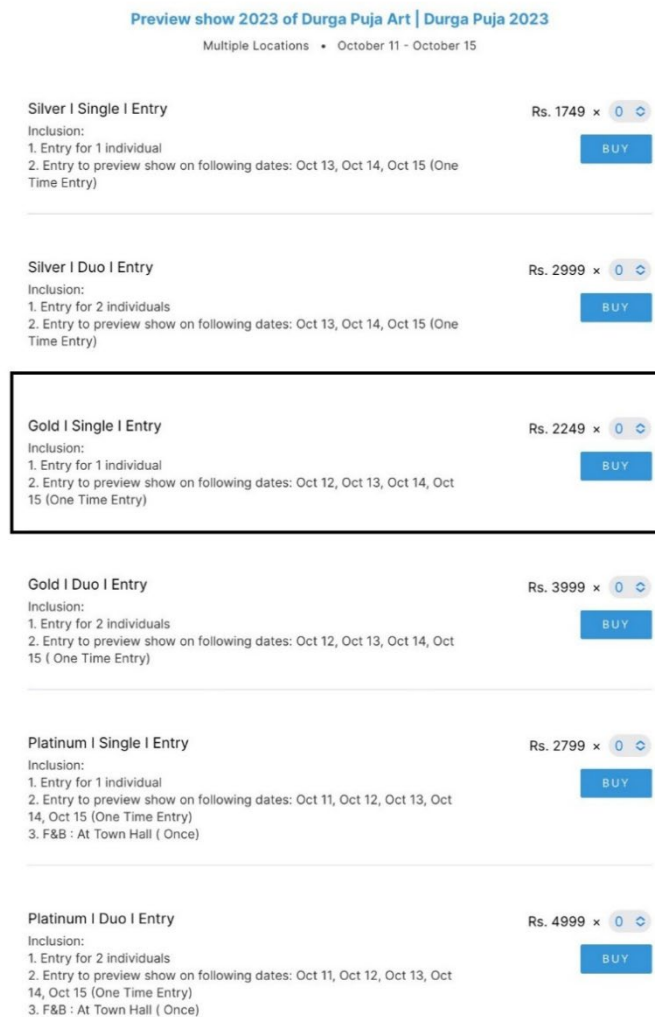 Preview show 2023 of Durga Puja Art | Durga Puja 2023
Multiple Locations • October 11 - October 15
Silver I Single I Entry
Rs. 1749 × 0
Inclusion:
1. Entry for 1 individual
BUY
2. Entry to preview show on following dates: Oct 13, Oct 14, Oct 15 (One
Time Entry)
Silver I Duo I Entry
Rs. 2999 × 0
Inclusion:
1. Entry for 2 individuals
BUY
2. Entry to preview show on following dates: Oct 13, Oct 14, Oct 15 (One
Time Entry)
Gold I Single I Entry
Rs. 2249 × 0
Inclusion:
1. Entry for 1 individual
BUY
2. Entry to preview show on following dates: Oct 12, Oct 13, Oct 14, Oct
15 (One Time Entry)
Gold I Duo I Entry
Rs. 3999 × 0
Inclusion:
1. Entry for 2 individuals
BUY
2. Entry to preview show on following dates: Oct 12, Oct 13, Oct 14, Oct
15 ( One Time Entry)
Platinum I Single I Entry
Rs. 2799 × 0
Inclusion:
1. Entry for 1 individual
BUY
2. Entry to preview show on following dates: Oct 11, Oct 12, Oct 13, Oct
14, Oct 15 (One Time Entry)
3. F&B : At Town Hall ( Once)
Platinum I Duo I Entry
Rs. 4999 × 0
Inclusion:
1. Entry for 2 individuals
BUY
2. Entry to preview show on following dates: Oct 11, Oct 12, Oct 13, Oct
14, Oct 15 (One Time Entry)
3. F&B : At Town Hall ( Once)